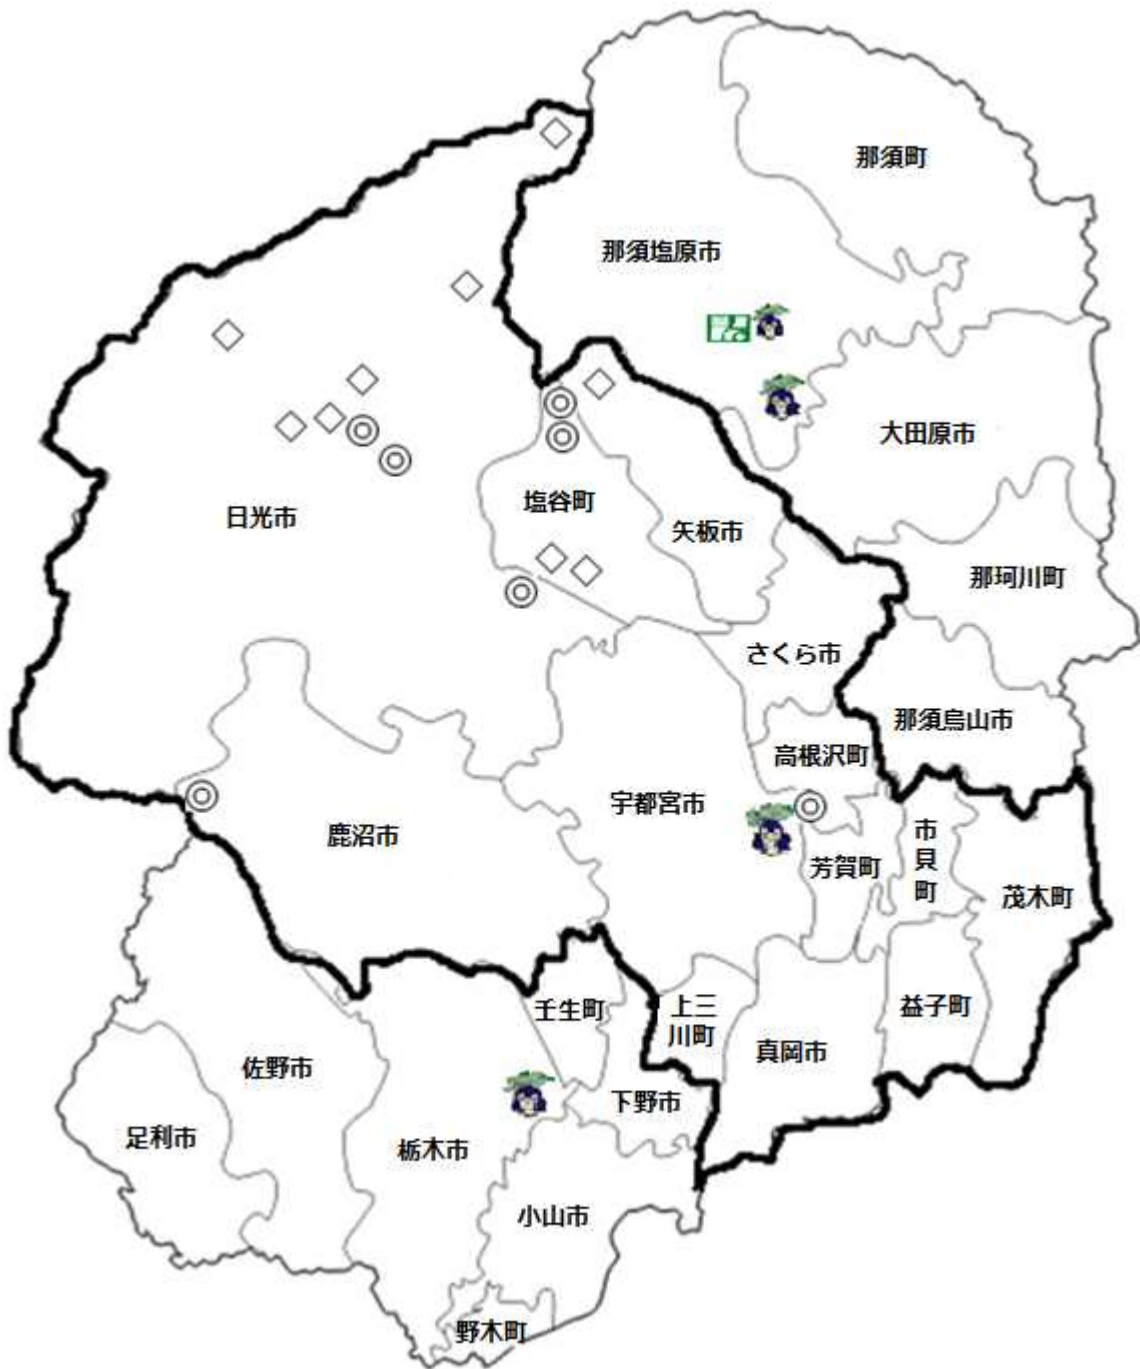 那須町
那須塩原市
大田原市
日光市
塩谷町
矢板市
那珂川町
さくら市
那須烏山市
高根沢町
宇都宮市
鹿沼市
芳賀町
市
貝
町
茂木町
壬生町
上三
川町
益子町
真岡市
佐野市
下野市
足利市
栃木市
小山市
野木町